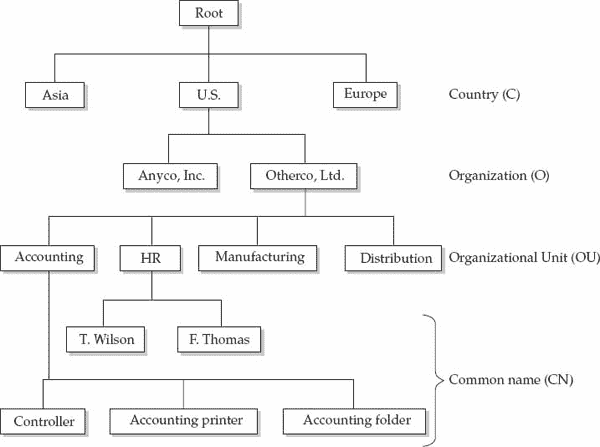 Root
Asia
U.S.
Europe
Country (C)
Anyco, Inc.
Otherco, Ltd.
Organization (O)
Accounting
HR
Manufacturing
Distribution
Organizational Unit (OU)
T. Wilson
F. Thomas
Common name (CN)
Controller
Accounting printer
Accounting folder